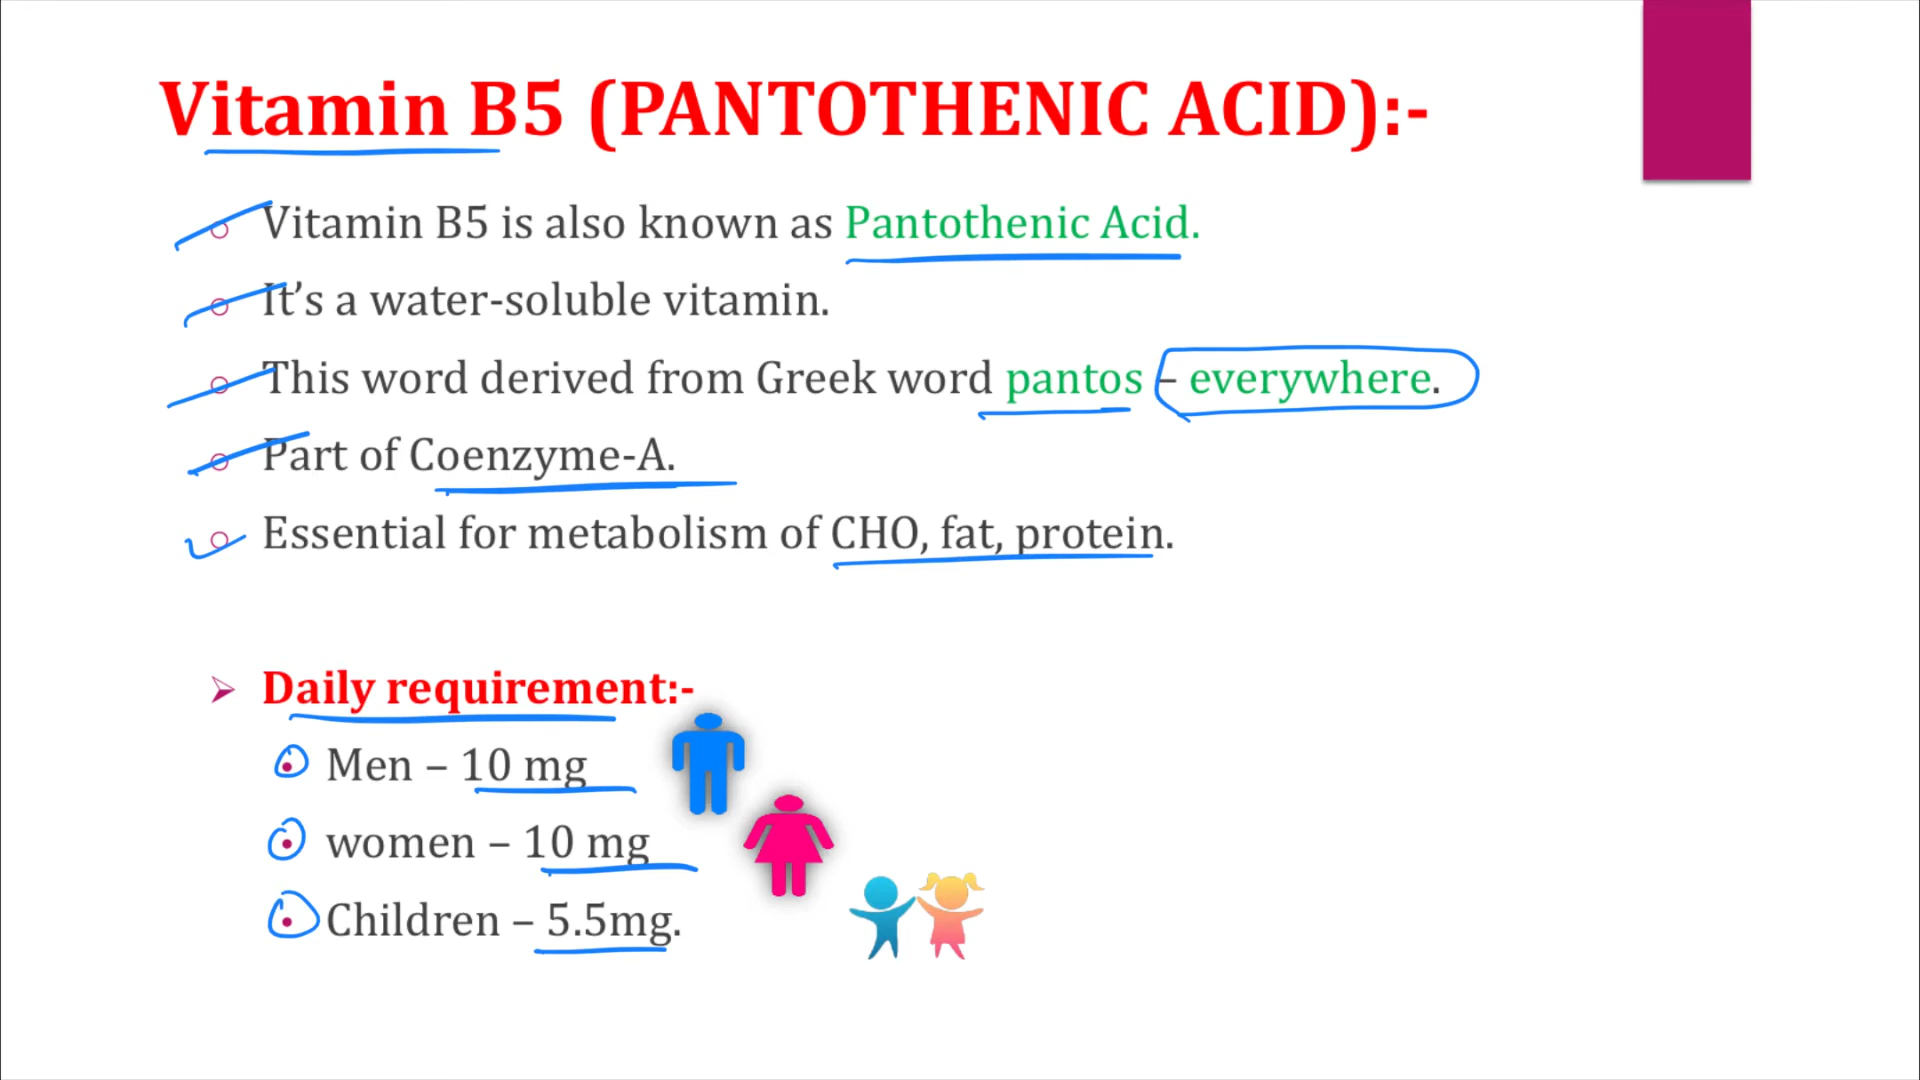 Vitamin B5 (PANTOTHENIC ACID):-
Vitamin B5 is also known as Pantothenic Acid.
It’s a water-soluble vitamin.
This word derived from Greek word pantos – everywhere.
Part of Coenzyme-A.
Essential for metabolism of CHO, fat, protein.
Daily requirement:-
Men – 10 mg
women – 10 mg
Children – 5.5mg.